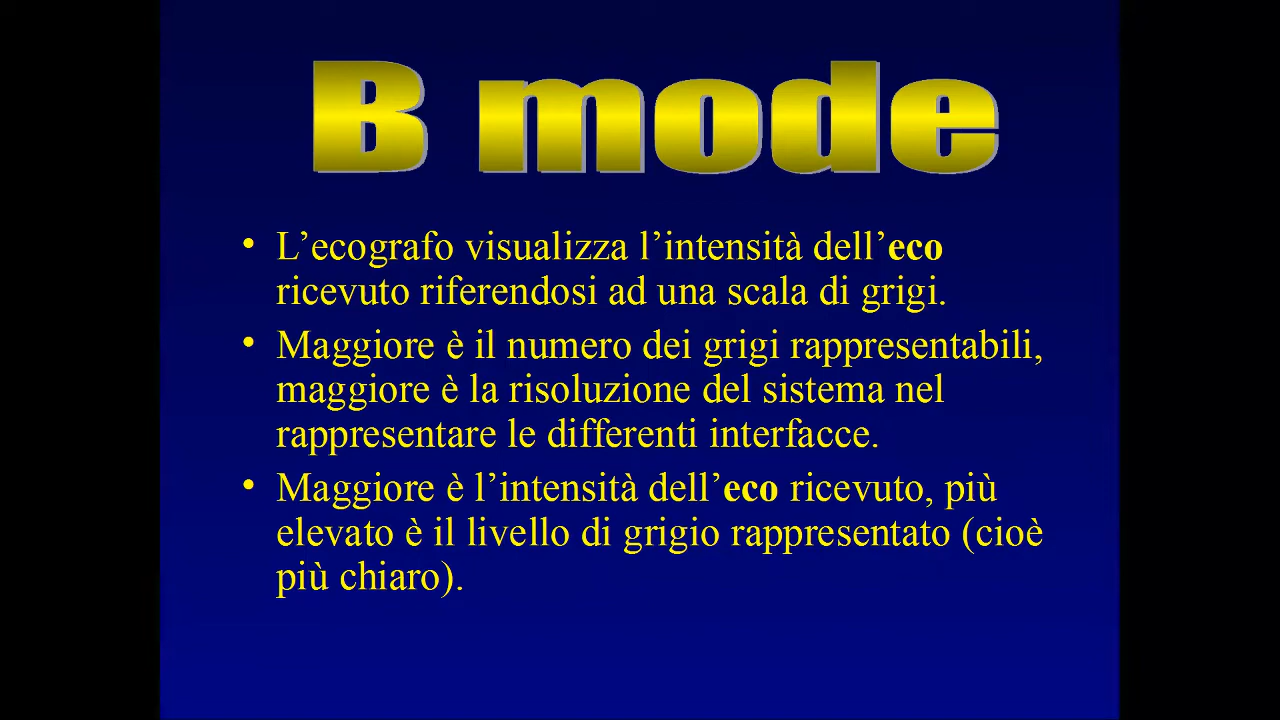 B mode
• L’ecografo visualizza l’intensità dell’eco
ricevuto riferendosi ad una scala di grigi.
• Maggiore è il numero dei grigi rappresentabili,
maggiore è la risoluzione del sistema nel
rappresentare le differenti interfacce.
• Maggiore è l’intensità dell’eco ricevuto, più
elevato è il livello di grigio rappresentato (cioè
più chiaro).